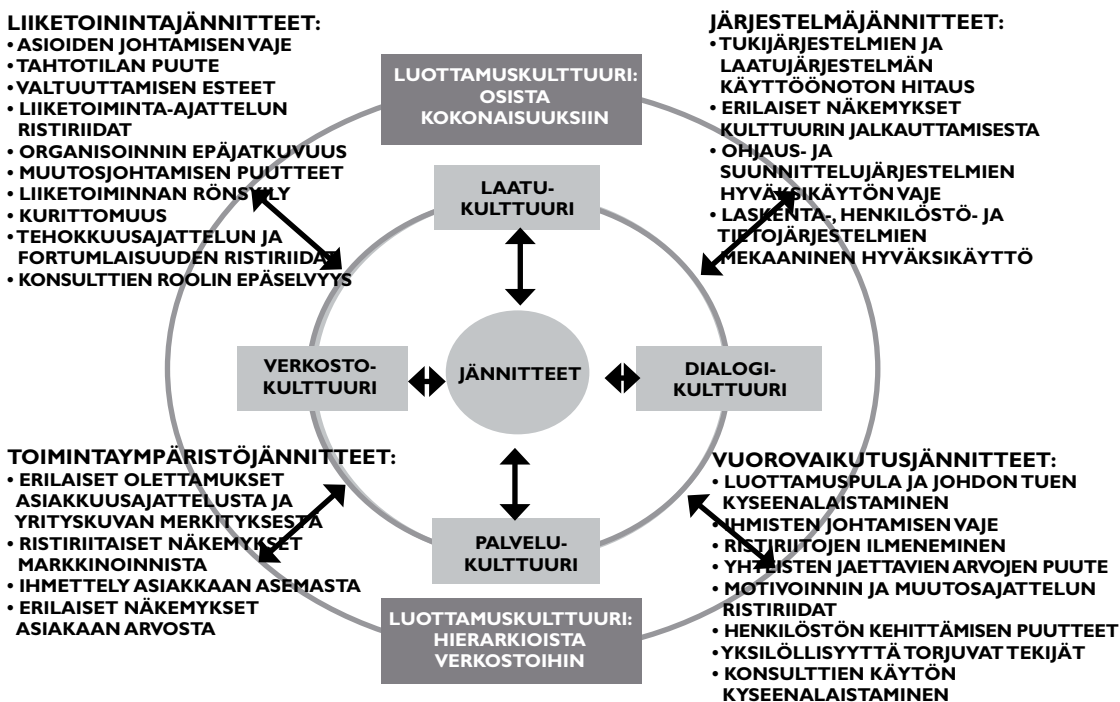 LIIKETOIMINTAJÄNNITTEET:
• ASIOIDEN JOHTAMISEN VAJE
• TAHTOTILAN PUUTE
• VALTUUTTAMISEN ESTEET
• LIIKETOIMINTA-AJATTELUN
RISTIRIIDAT
• ORGANISOINNIN EPÄJATKUVUUS
• MUUTOSJOHTAMISEN PUUTTEET
• LIIKETOIMINNAN RÖNSYILY
• KURITTOMUUS
• TEHOKKUUSAJATTELUN JA
FORTUMLAISUUDEN RISTIRIIDAT
• KONSULTTIEN ROOLIN EPÄSELVYYS
JÄRJESTELMÄJÄNNITTEET:
• TUKIJÄRJESTELMIEN JA
LAATUJÄRJESTELMÄN
KÄYTTÖÖNOTON HITAUS
• ERILAISET NÄKEMYKSET
KULTTUURIN JALKAUTTAMISESTA
• OHJAUS- JA
SUUNNITTELUJÄRJESTELMIEN
HYVÄKSIKÄYTÖN VAJE
• LASKENTA-, HENKILÖSTÖ- JA
TIETOJÄRJESTELMIEN
MEKAANINEN HYVÄKSIKÄYTTÖ
LUOTTAMUSKULTTUURI:
OSISTA
KOKONAISUUKSIIN
LAATU-
KULTTUURI
VERKOSTO-
KULTTUURI
JÄNNITTEET
DIALOGI-
KULTTUURI
PALVELU-
KULTTUURI
LUOTTAMUSKULTTUURI:
HIERARKIOISTA
VERKOSTOIHIN
TOIMINTAYMPÄRISTÖJÄNNITTEET:
• ERILAISET OLETTAMUKSET
ASIAKKUUSAJATTELUSTA JA
YRITYSKUVAN MERKITYKSESTÄ
• RISTIRIITAISET NÄKEMYKSET
MARKKINOINNISTA
• IHMETTELY ASIAKKAAN ASEMASTA
• ERILAISET NÄKEMYKSET
ASIAKAAN ARVOSTA
VUOROVAIKUTUSJÄNNITTEET:
• LUOTTAMUSPULA JA JOHDON TUEN
KYSEENALAISTAMINEN
• IHMISTEN JOHTAMISEN VAJE
• RISTIRIITOJEN ILMENEMINEN
• YHTEISTEN JAETTAVIEN ARVOJEN PUUTE
• MOTIVOINNIN JA MUUTOSAJATTELUN
RISTIRIIDAT
• HENKILÖSTÖN KEHITTÄMISEN PUUTTEET
• YKSILÖLLISYYTTÄ TORJUVAT TEKIJÄT
• KONSULTTIEN KÄYTÖN
KYSEENALAISTAMINEN